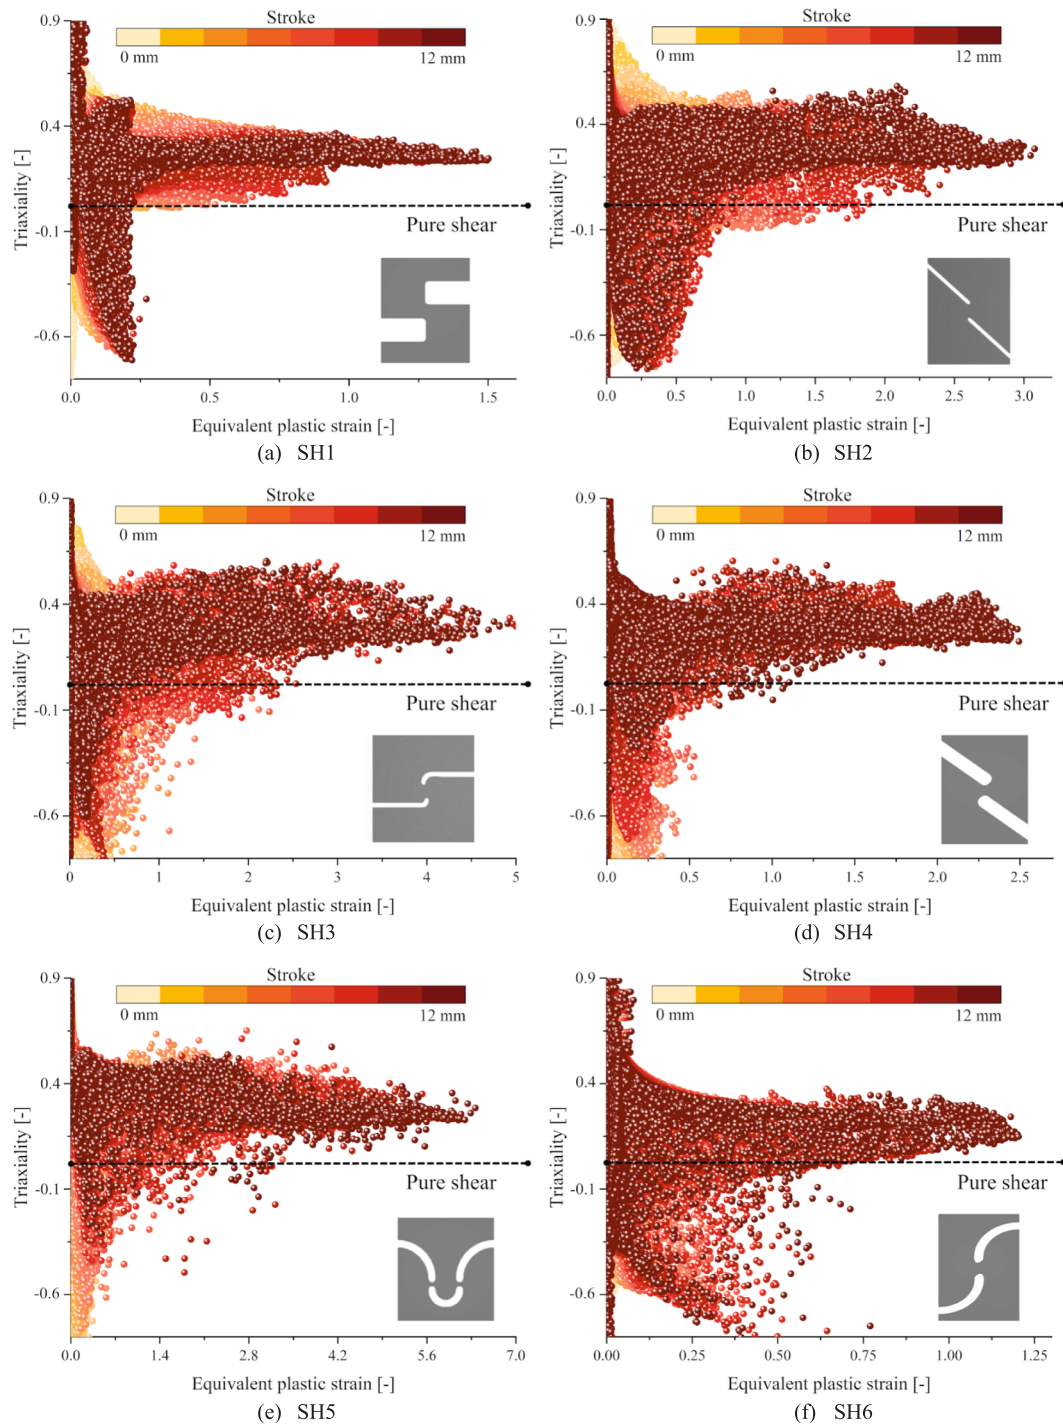 Stroke
0 mm 12 mm
0.9
0.4
-0.1
-0.6
Triaxiality [-]
Pure shear
0.0 0.5 1.0 1.5
Equivalent plastic strain [-]
(a) SH1
Stroke
0 mm 12 mm
0.9
0.4
-0.1
-0.6
Triaxiality [-]
Pure shear
0.0 0.5 1.0 1.5 2.0 2.5 3.0
Equivalent plastic strain [-]
(b) SH2
Stroke
0 mm 12 mm
0.9
0.4
-0.1
-0.6
Triaxiality [-]
Pure shear
0 1 2 3 4 5
Equivalent plastic strain [-]
(c) SH3
Stroke
0 mm 12 mm
0.9
0.4
-0.1
-0.6
Triaxiality [-]
Pure shear
0.0 0.5 1.0 1.5 2.0 2.5
Equivalent plastic strain [-]
(d) SH4
Stroke
0 mm 12 mm
0.9
0.4
-0.1
-0.6
Triaxiality [-]
Pure shear
0.0 1.4 2.8 4.2 5.6 7.0
Equivalent plastic strain [-]
(e) SH5
Stroke
0 mm 12 mm
0.9
0.4
-0.1
-0.6
Triaxiality [-]
Pure shear
0.00 0.25 0.50 0.75 1.00 1.25
Equivalent plastic strain [-]
(f) SH6